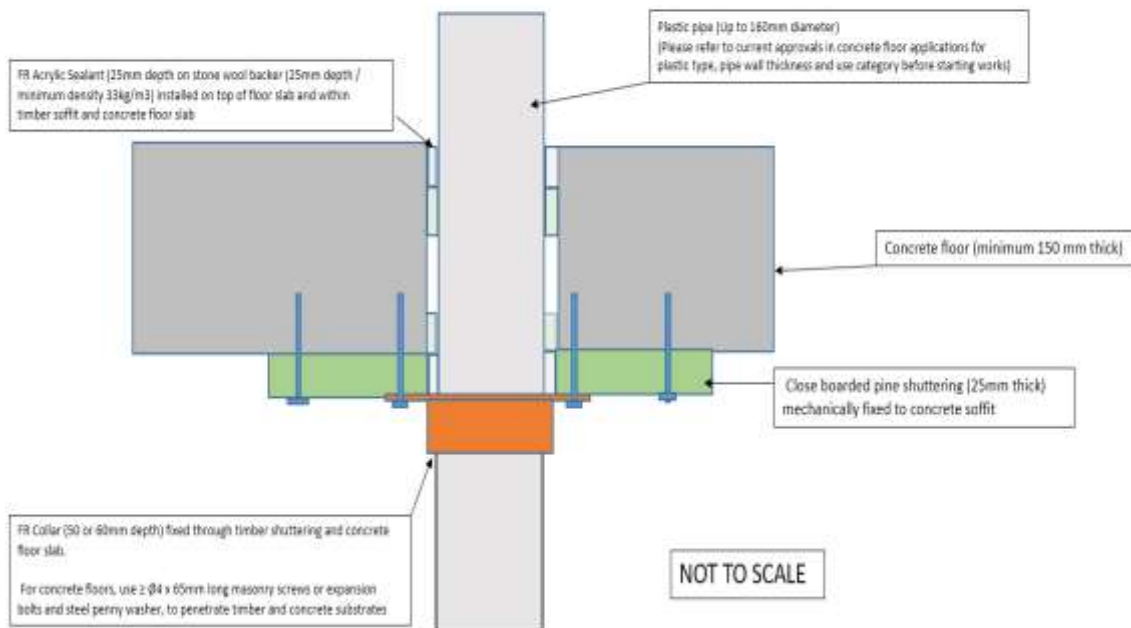 Plastic pipe (Up to 160mm diameter)
(Please refer to current approvals in concrete floor applications for
plastic type, pipe wall thickness and use category before starting works)
FR Acrylic Sealant (25mm depth on stone wool backer (25mm depth /
minimum density 33kg/m3) installed on top of floor slab and within
timber soffit and concrete floor slab
Concrete floor (minimum 150 mm thick)
Close boarded pine shuttering (25mm thick)
mechanically fixed to concrete soffit
FR Collar (50 or 60mm depth) fixed through timber shuttering and concrete
floor slab.
For concrete floors, use ≥ Ø4 x 65mm long masonry screws or expansion
bolts and steel penny washer, to penetrate timber and concrete substrates
NOT TO SCALE